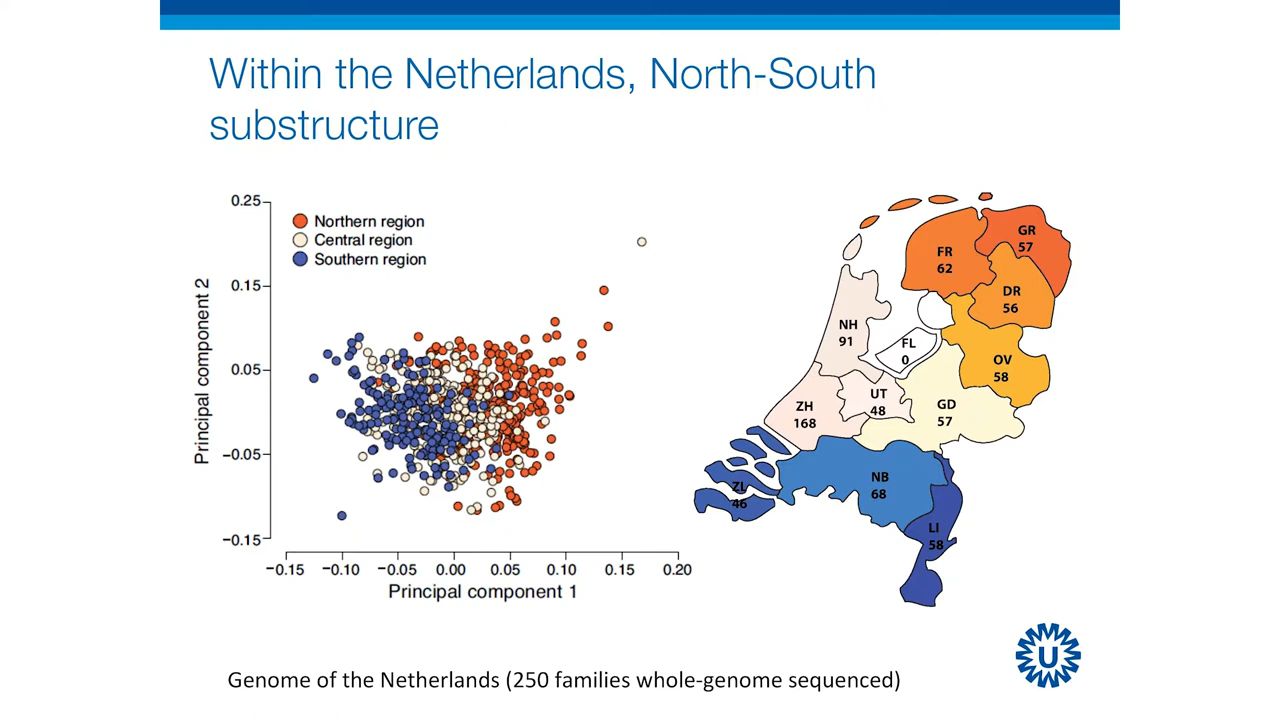 Within the Netherlands, North-South
substructure
0.25
0.15
0.05
−0.05
−0.15
Principal component 2
Northern region
Central region
Southern region
−0.15 −0.10 −0.05 0.00 0.05 0.10 0.15 0.20
Principal component 1
GR
57
FR
62
DR
56
NH
91
FL
0
OV
58
UT
48
GD
57
ZH
168
NB
68
ZL
46
LI
58
U
Genome of the Netherlands (250 families whole-genome sequenced)